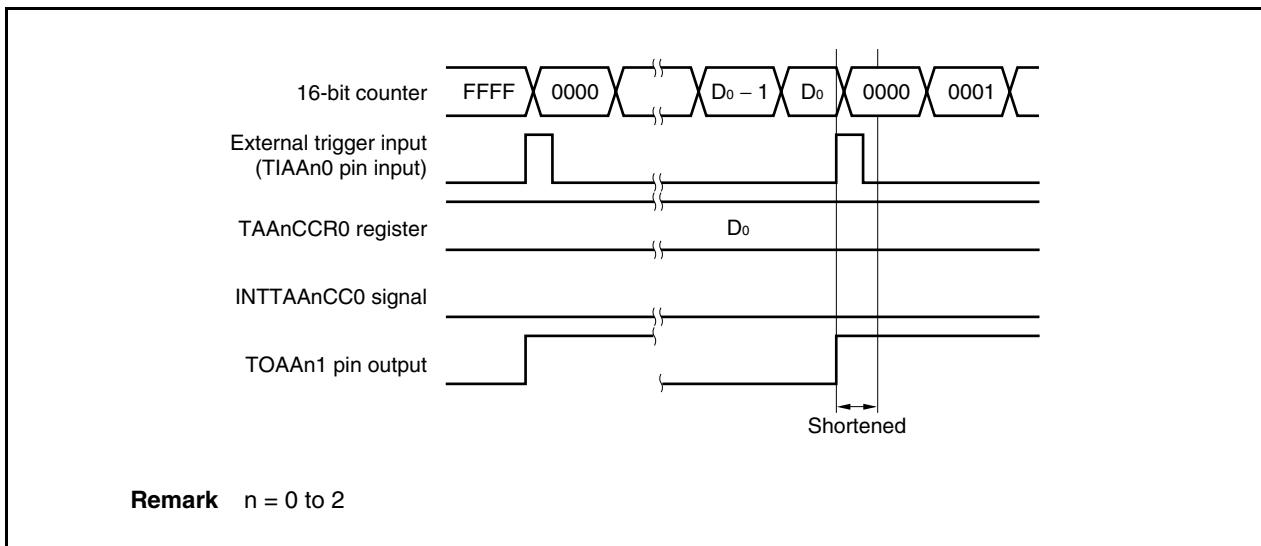 16-bit counter FFFF 0000 D₀ − 1 D₀ 0000 0001
External trigger input
(TIAAn0 pin input)
TAAnCCR0 register D₀
INTTAAnCC0 signal
TOAAn1 pin output
Shortened
Remark n = 0 to 2